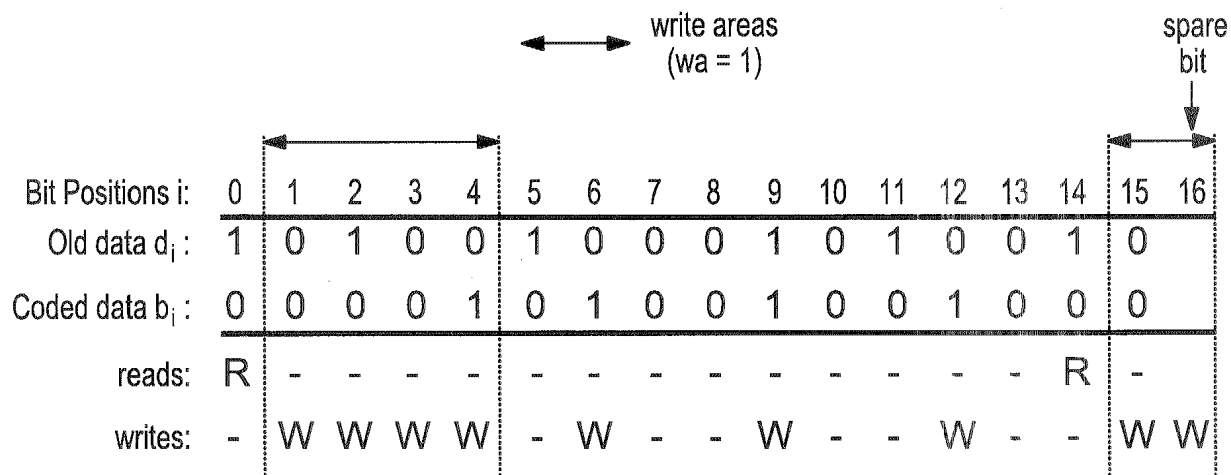 write areas
(wa = 1)
spare
bit
Bit Positions i: 0 1 2 3 4 5 6 7 8 9 10 11 12 13 14 15 16
Old data dᵢ : 1 0 1 0 0 1 0 0 0 1 0 1 0 0 1 0
Coded data bᵢ : 0 0 0 0 1 0 1 0 0 1 0 0 1 0 0 0
reads: R - - - - - - - - - - - - - R -
writes: - W W W W - W - - W - - W - - W W